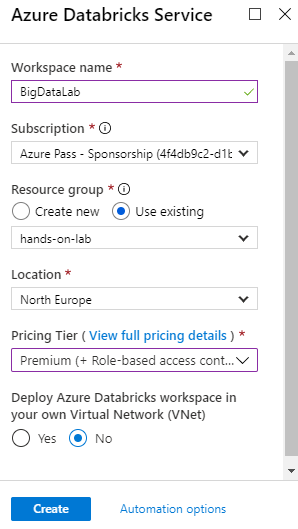 Azure Databricks Service
Workspace name *
BigDataLab
Subscription *
Azure Pass - Sponsorship (4f4db9c2-d1b
Resource group *
Create new Use existing
hands-on-lab
Location *
North Europe
Pricing Tier ( View full pricing details ) *
Premium (+ Role-based access cont...
Deploy Azure Databricks workspace in
your own Virtual Network (VNet)
Yes No
Create Automation options